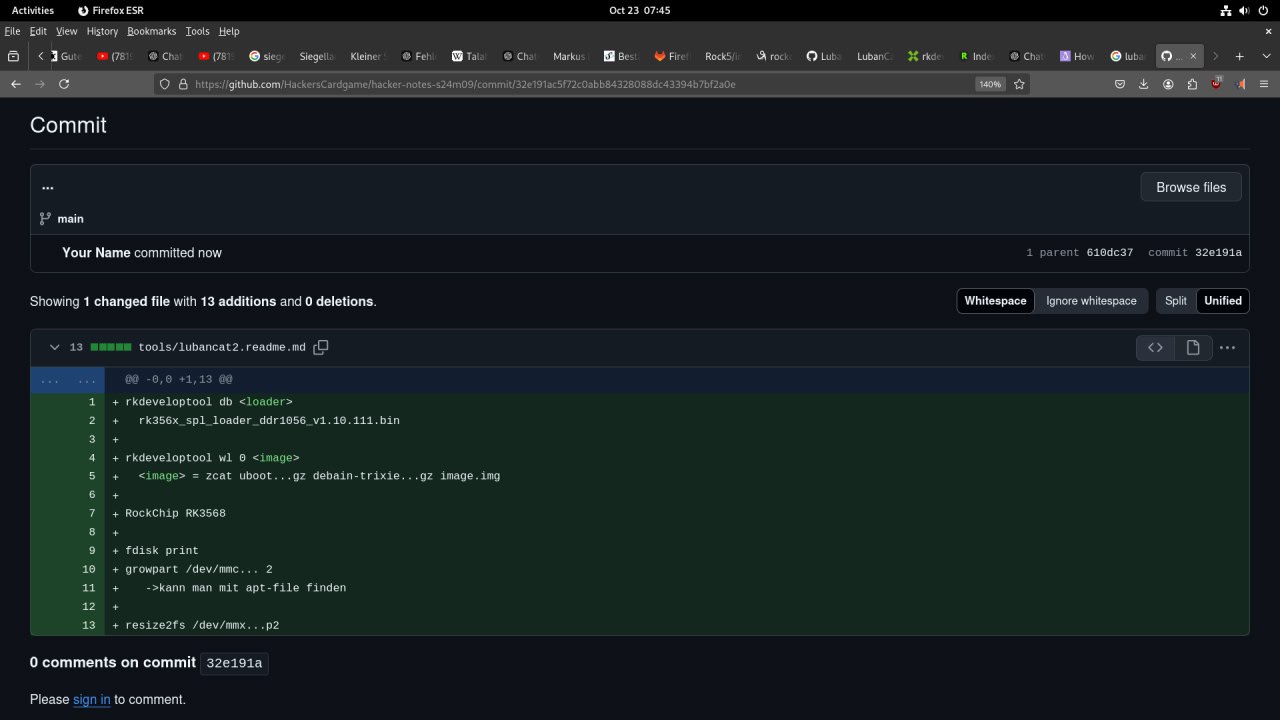 Activities Firefox ESR Oct 23 07:45
File Edit View History Bookmarks Tools Help
Gute (781 Chat (781 siege Siegella Kleiner S Fehl Talal Chat Markus Best Firef Rock5/i rock Luba LubanCa rkde Index Chat How luba ...
https://github.com/HackersCardgame/hacker-notes-s24m09/commit/32e191ac5f72c0abb84328088dc43394b7bf2a0e 140%
Commit
...
Browse files
main
Your Name committed now 1 parent 610dc37 commit 32e191a
Showing 1 changed file with 13 additions and 0 deletions. Whitespace Ignore whitespace Split Unified
13 tools/lubancat2.readme.md
... ... @@ -0,0 +1,13 @@
1 + rkdeveloptool db <loader>
2 + rk356x_spl_loader_ddr1056_v1.10.111.bin
3 +
4 + rkdeveloptool wl 0 <image>
5 + <image> = zcat uboot...gz debain-trixie...gz image.img
6 +
7 + RockChip RK3568
8 +
9 + fdisk print
10 + growpart /dev/mmc... 2
11 + ->kann man mit apt-file finden
12 +
13 + resize2fs /dev/mmx...p2
0 comments on commit 32e191a
Please sign in to comment.